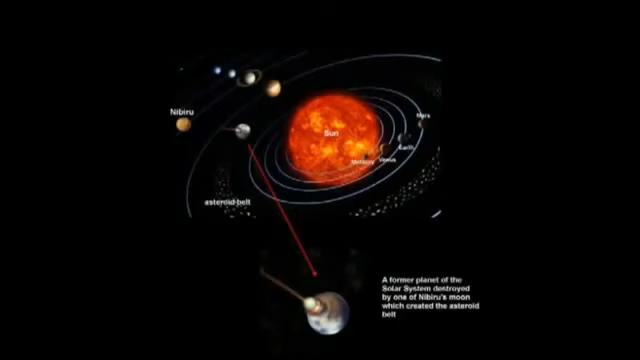 Nibiru
Sun
Mars
Earth
Venus
Mercury
asteroid belt
A former planet of the
Solar System destroyed
by one of Nibiru's moon
which created the asteroid
belt